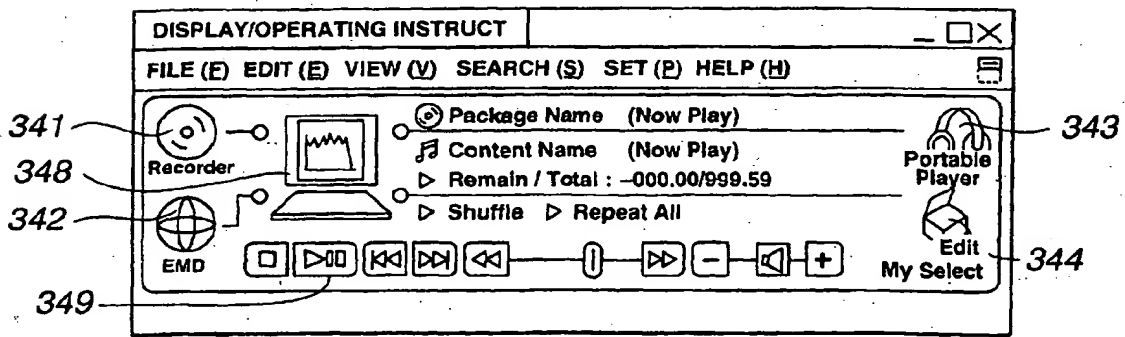 DISPLAY/OPERATING INSTRUCT
FILE (F) EDIT (E) VIEW (V) SEARCH (S) SET (P) HELP (H)
341
Recorder
348
342
EMD
349
Package Name (Now Play)
Content Name (Now Play)
Remain / Total : –000.00/999.59
Shuffle Repeat All
343
Portable
Player
Edit
My Select
344